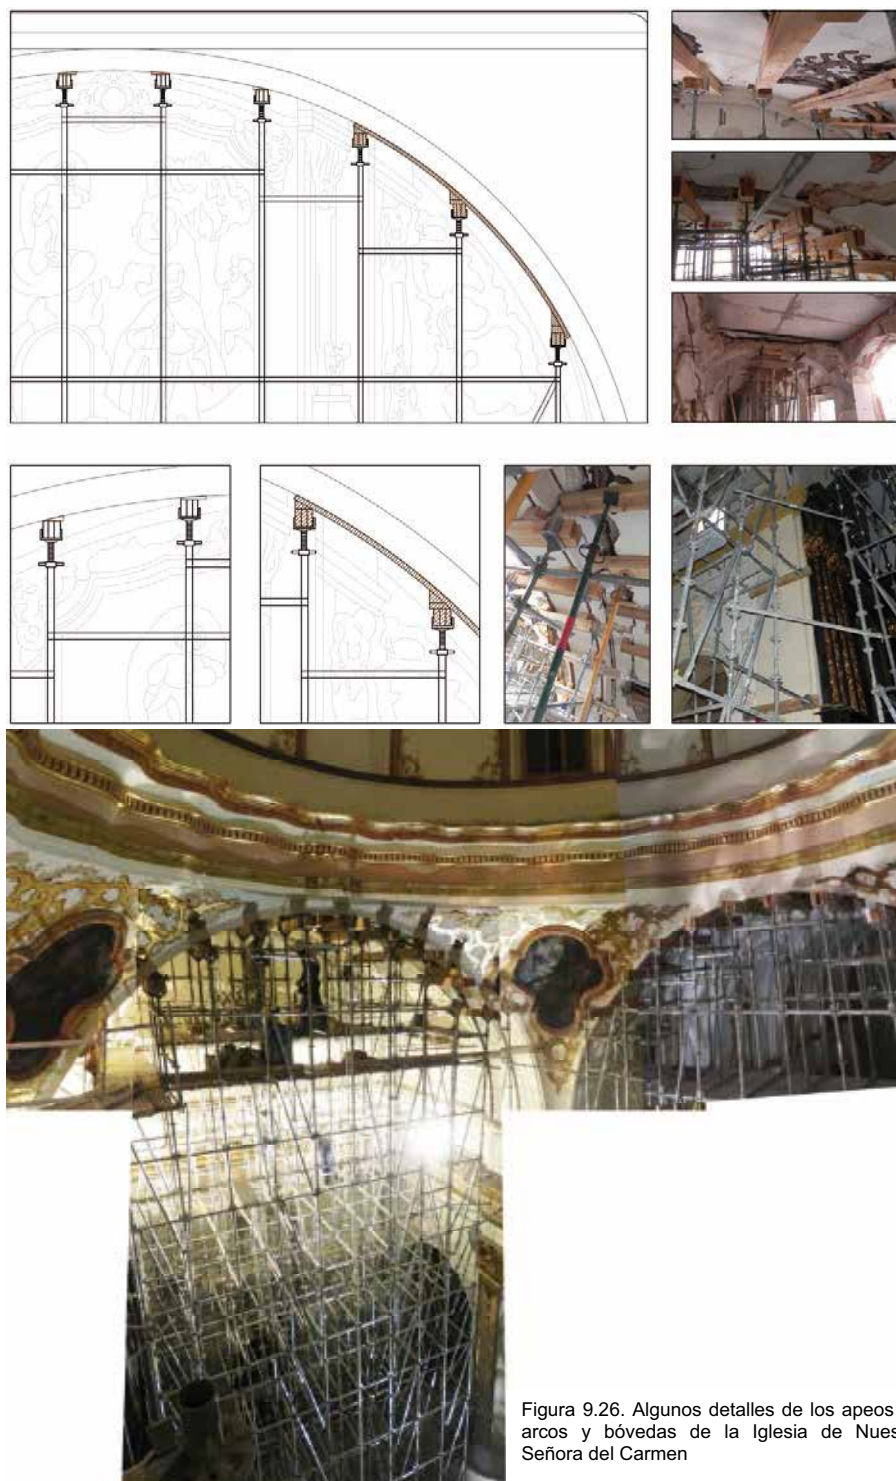 Figura 9.26. Algunos detalles de los apeos
arcos y bóvedas de la Iglesia de Nues
Señora del Carmen